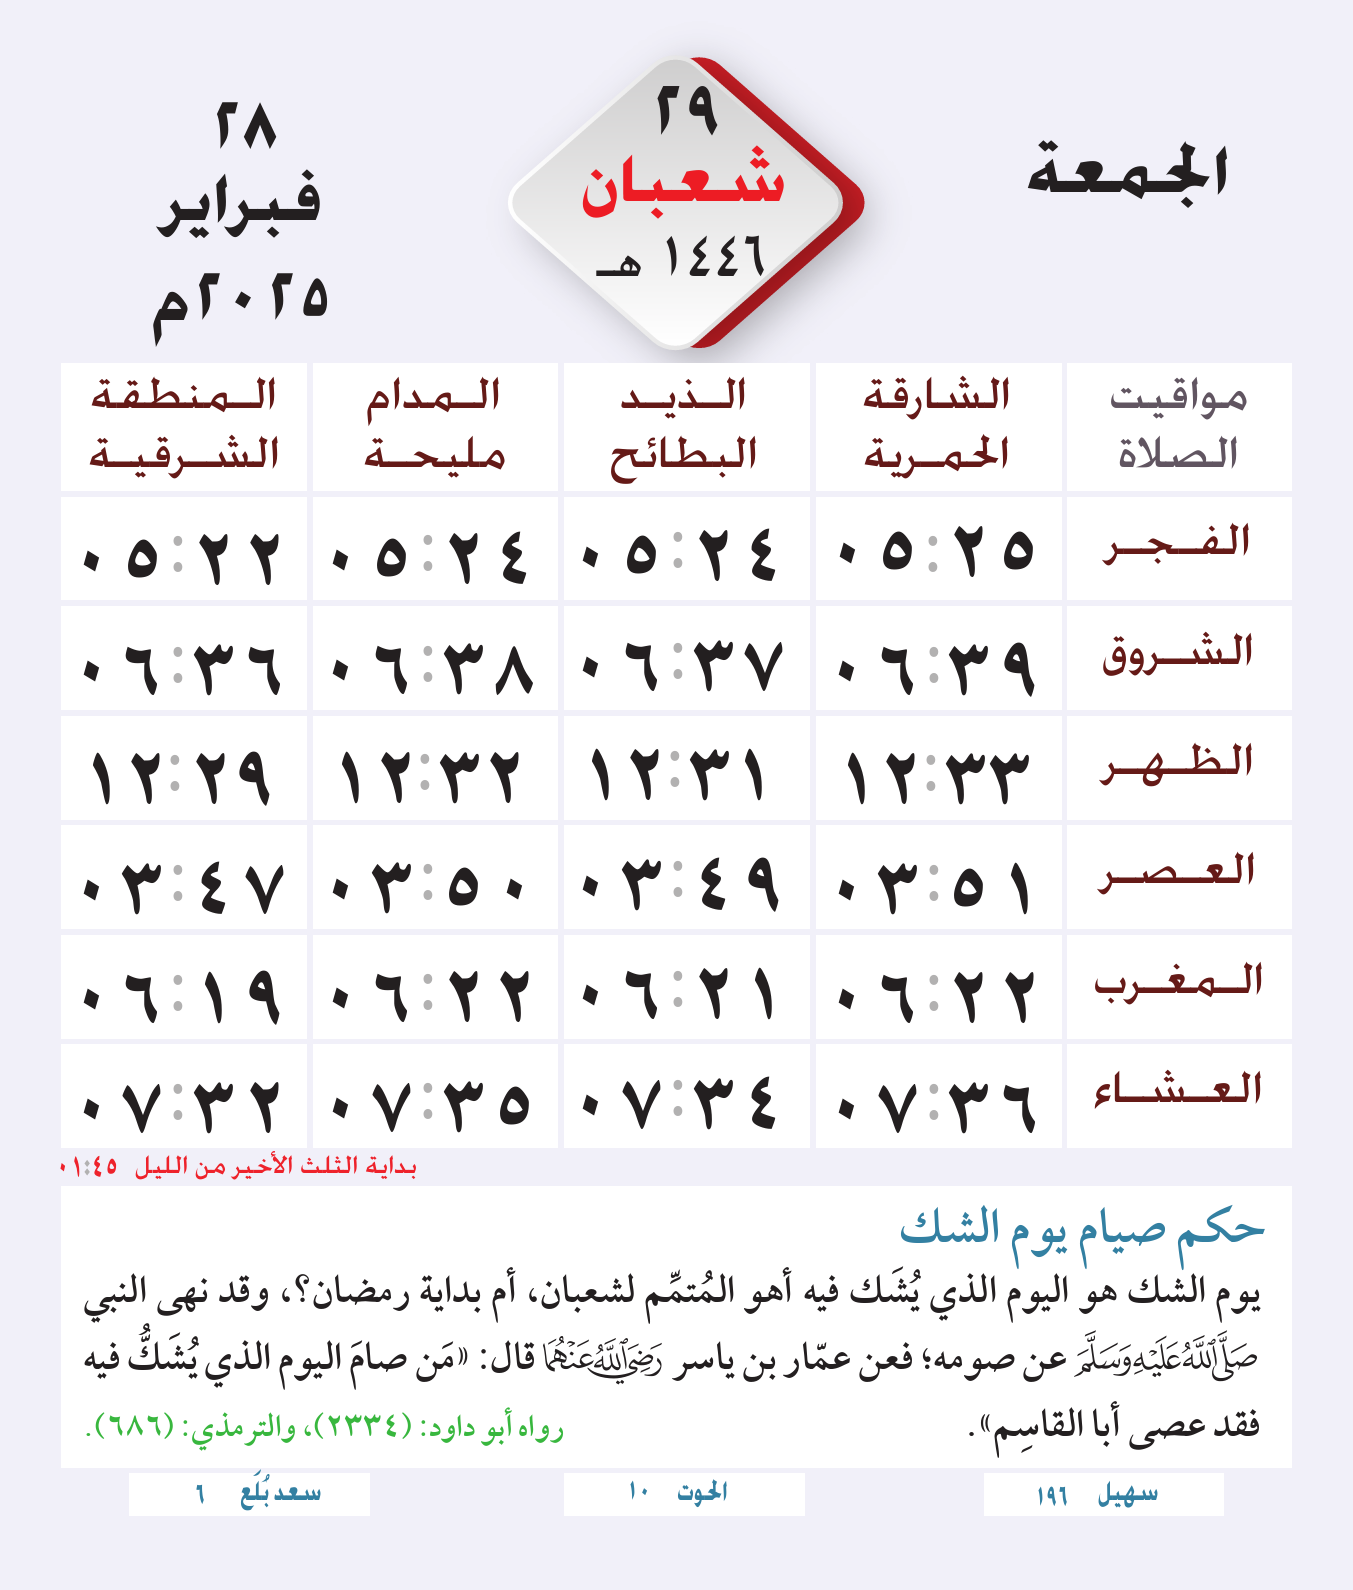 الجمعة
٢٩
شعبان
١٤٤٦ هـ
٢٨
فبراير
٢٠٢٥م
مواقيت الصلاة | الشارقة الحمرية | الذيد البطائح | المدام مليحة | المنطقة الشرقية
الفجر ٠٥:٢٥ ٠٥:٢٤ ٠٥:٢٤ ٠٥:٢٢
الشروق ٠٦:٣٩ ٠٦:٣٧ ٠٦:٣٨ ٠٦:٣٦
الظهر ١٢:٣٣ ١٢:٣١ ١٢:٣٢ ١٢:٢٩
العصر ٠٣:٥١ ٠٣:٤٩ ٠٣:٥٠ ٠٣:٤٧
المغرب ٠٦:٢٢ ٠٦:٢١ ٠٦:٢٢ ٠٦:١٩
العشاء ٠٧:٣٦ ٠٧:٣٤ ٠٧:٣٥ ٠٧:٣٢
بداية الثلث الأخير من الليل ٠١:٤٥
حكم صيام يوم الشك
يوم الشك هو اليوم الذي يُشَك فيه أهو المُتمِّم لشعبان، أم بداية رمضان؟، وقد نهى النبي
صَلَّى اللَّهُ عَلَيْهِ وَسَلَّمَ عن صومه؛ فعن عمّار بن ياسر رَضِيَ اللَّهُ عَنْهُمَا قال: «مَن صامَ اليوم الذي يُشَكُّ فيه
فقد عصى أبا القاسِم». رواه أبو داود: (٢٣٣٤)، والترمذي: (٦٨٦).
سهيل ١٩٦ الحوت ١٠ سعد بُلَع ٦